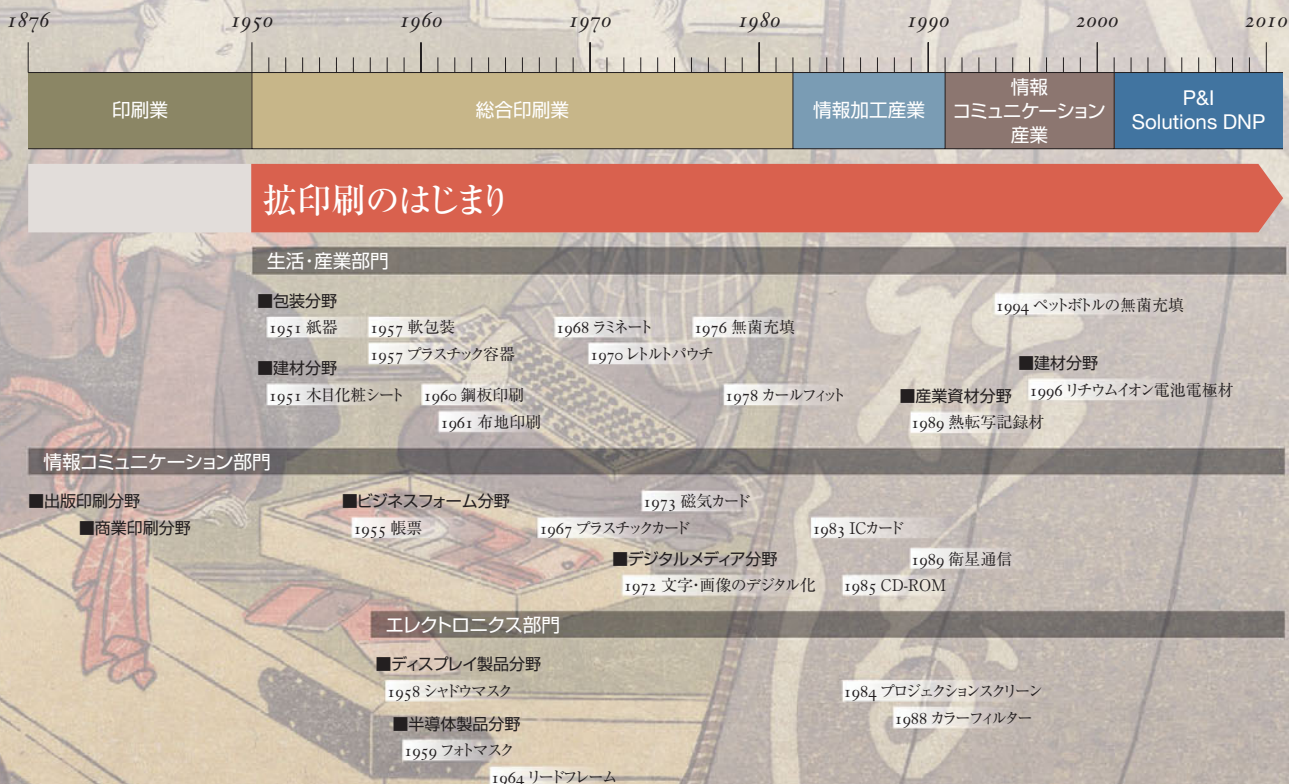 1876 1950 1960 1970 1980 1990 2000 2010
印刷業
総合印刷業
情報加工産業
情報
コミュニケーション
産業
P&I
Solutions DNP
拡印刷のはじまり
生活・産業部門
■包装分野
1994 ペットボトルの無菌充填
1951 紙器 1957 軟包装 1968 ラミネート 1976 無菌充填
1957 プラスチック容器 1970 レトルトパウチ
■建材分野
■建材分野
1951 木目化粧シート 1960 鋼板印刷 1978 カールフィット ■産業資材分野 1996 リチウムイオン電池電極材
1961 布地印刷 1989 熱転写記録材
情報コミュニケーション部門
■出版印刷分野 ■ビジネスフォーム分野 1973 磁気カード
■商業印刷分野 1955 帳票 1967 プラスチックカード 1983 ICカード
■デジタルメディア分野 1989 衛星通信
1972 文字・画像のデジタル化 1985 CD-ROM
エレクトロニクス部門
■ディスプレイ製品分野
1958 シャドウマスク 1984 プロジェクションスクリーン
■半導体製品分野 1988 カラーフィルター
1959 フォトマスク
1964 リードフレーム